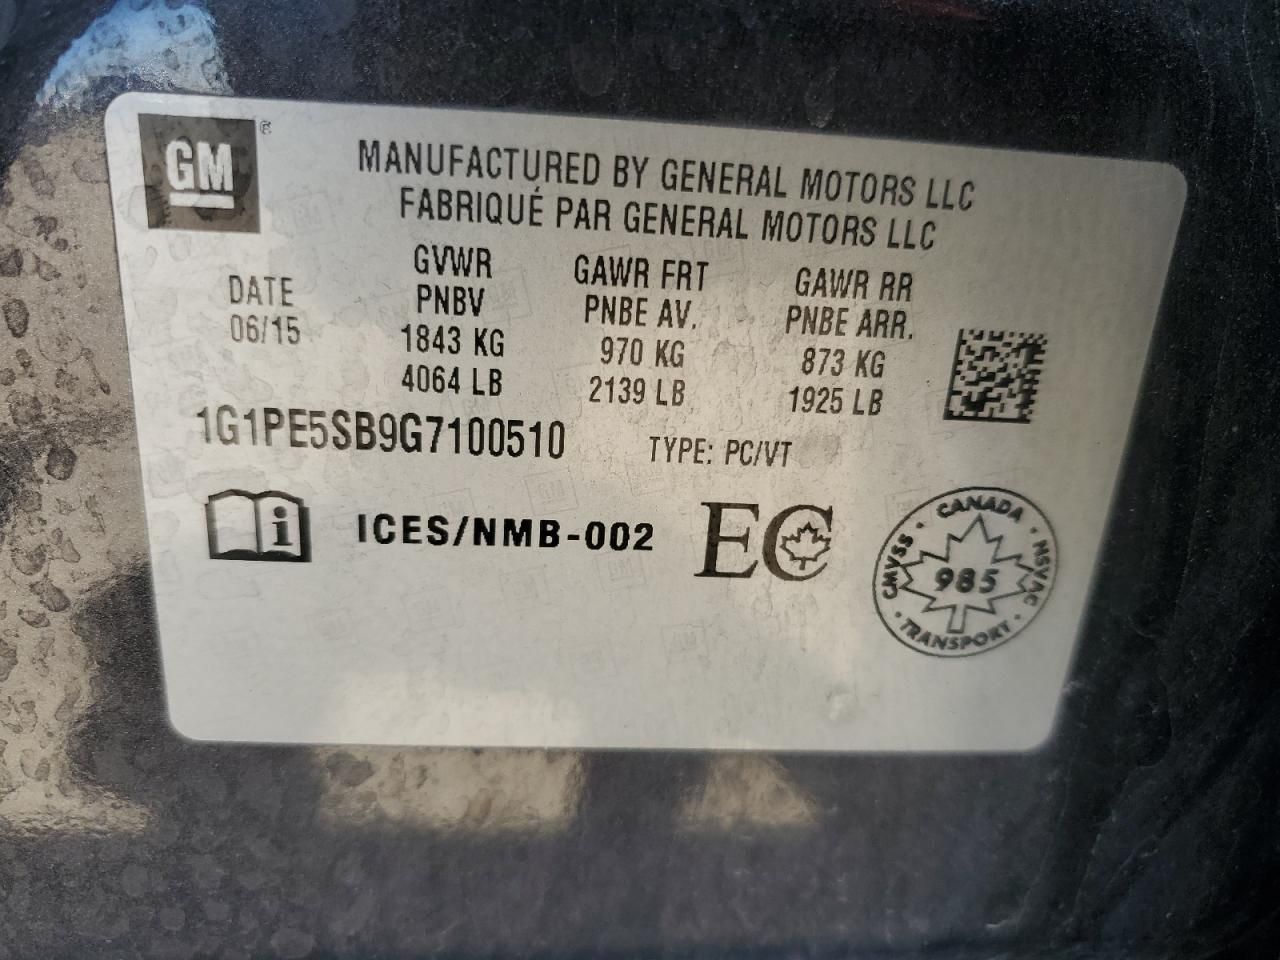 GM ®
MANUFACTURED BY GENERAL MOTORS LLC
FABRIQUÉ PAR GENERAL MOTORS LLC
DATE
06/15
GVWR
PNBV
1843 KG
4064 LB
GAWR FRT
PNBE AV.
970 KG
2139 LB
GAWR RR
PNBE ARR.
873 KG
1925 LB
1G1PE5SB9G7100510
TYPE: PC/VT
i
ICES/NMB-002
EC
CANADA
CMVSS · NSVAC
985
TRANSPORT